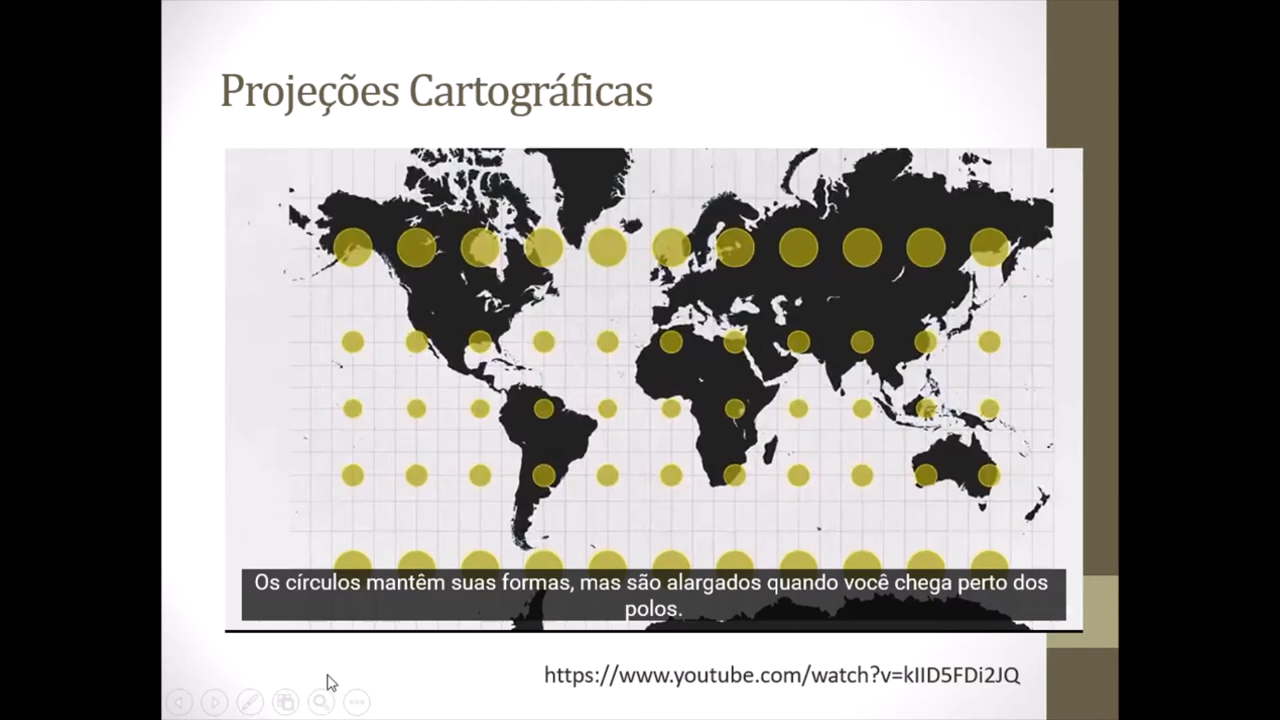 Projeções Cartográficas
Os círculos mantêm suas formas, mas são alargados quando você chega perto dos
polos.
https://www.youtube.com/watch?v=kIID5FDi2JQ